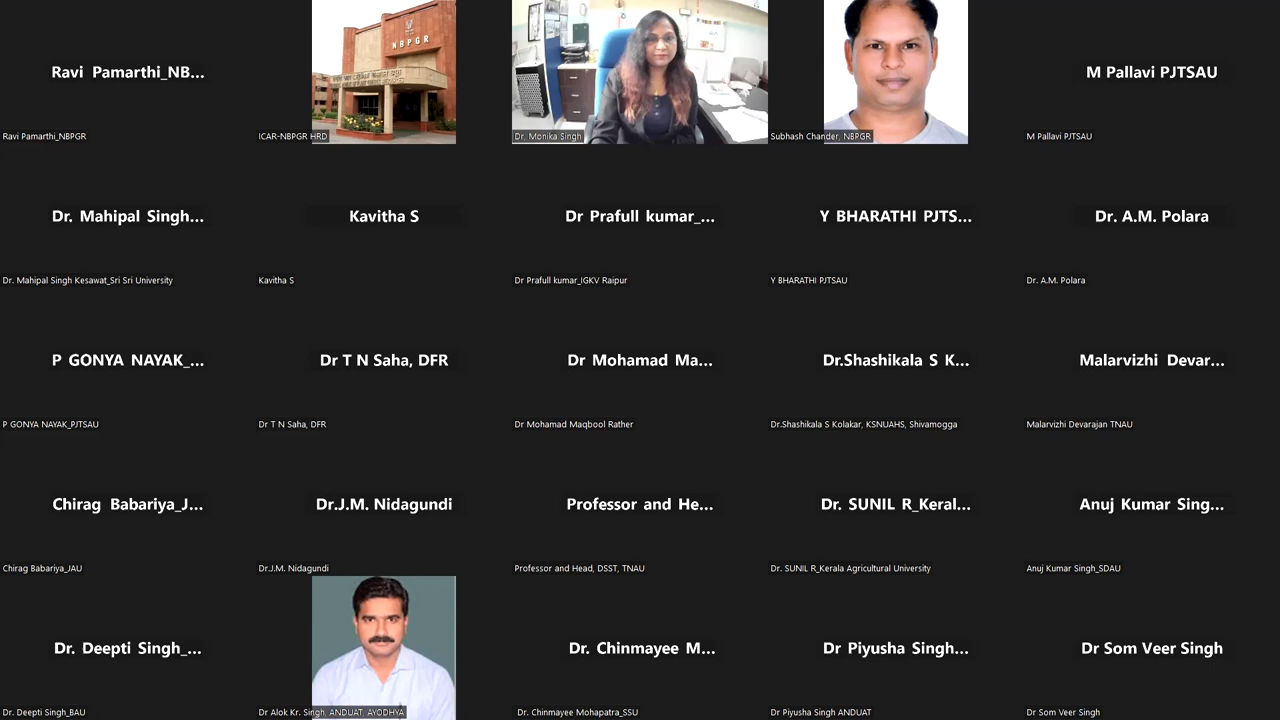 Ravi Pamarthi_NB...
Ravi Pamarthi_NBPGR
NBPGR
ICAR-NBPGR HRD
Dr. Monika Singh
Subhash Chander, NBPGR
M Pallavi PJTSAU
M Pallavi PJTSAU
Dr. Mahipal Singh...
Dr. Mahipal Singh Kesawat_Sri Sri University
Kavitha S
Kavitha S
Dr Prafull kumar_...
Dr Prafull kumar_IGKV Raipur
Y BHARATHI PJTS...
Y BHARATHI PJTSAU
Dr. A.M. Polara
Dr. A.M. Polara
P GONYA NAYAK_...
P GONYA NAYAK_PJTSAU
Dr T N Saha, DFR
Dr T N Saha, DFR
Dr Mohamad Ma...
Dr Mohamad Maqbool Rather
Dr.Shashikala S K...
Dr.Shashikala S Kolakar, KSNUAHS, Shivamogga
Malarvizhi Devar...
Malarvizhi Devarajan TNAU
Chirag Babariya_J...
Chirag Babariya_JAU
Dr.J.M. Nidagundi
Dr.J.M. Nidagundi
Professor and He...
Professor and Head, DSST, TNAU
Dr. SUNIL R_Keral...
Dr. SUNIL R_Kerala Agricultural University
Anuj Kumar Sing...
Anuj Kumar Singh_SDAU
Dr. Deepti Singh_...
Dr. Deepti Singh_BAU
Dr Alok Kr. Singh, ANDUAT, AYODHYA
Dr. Chinmayee M...
Dr. Chinmayee Mohapatra_SSU
Dr Piyusha Singh...
Dr Piyusha Singh ANDUAT
Dr Som Veer Singh
Dr Som Veer Singh